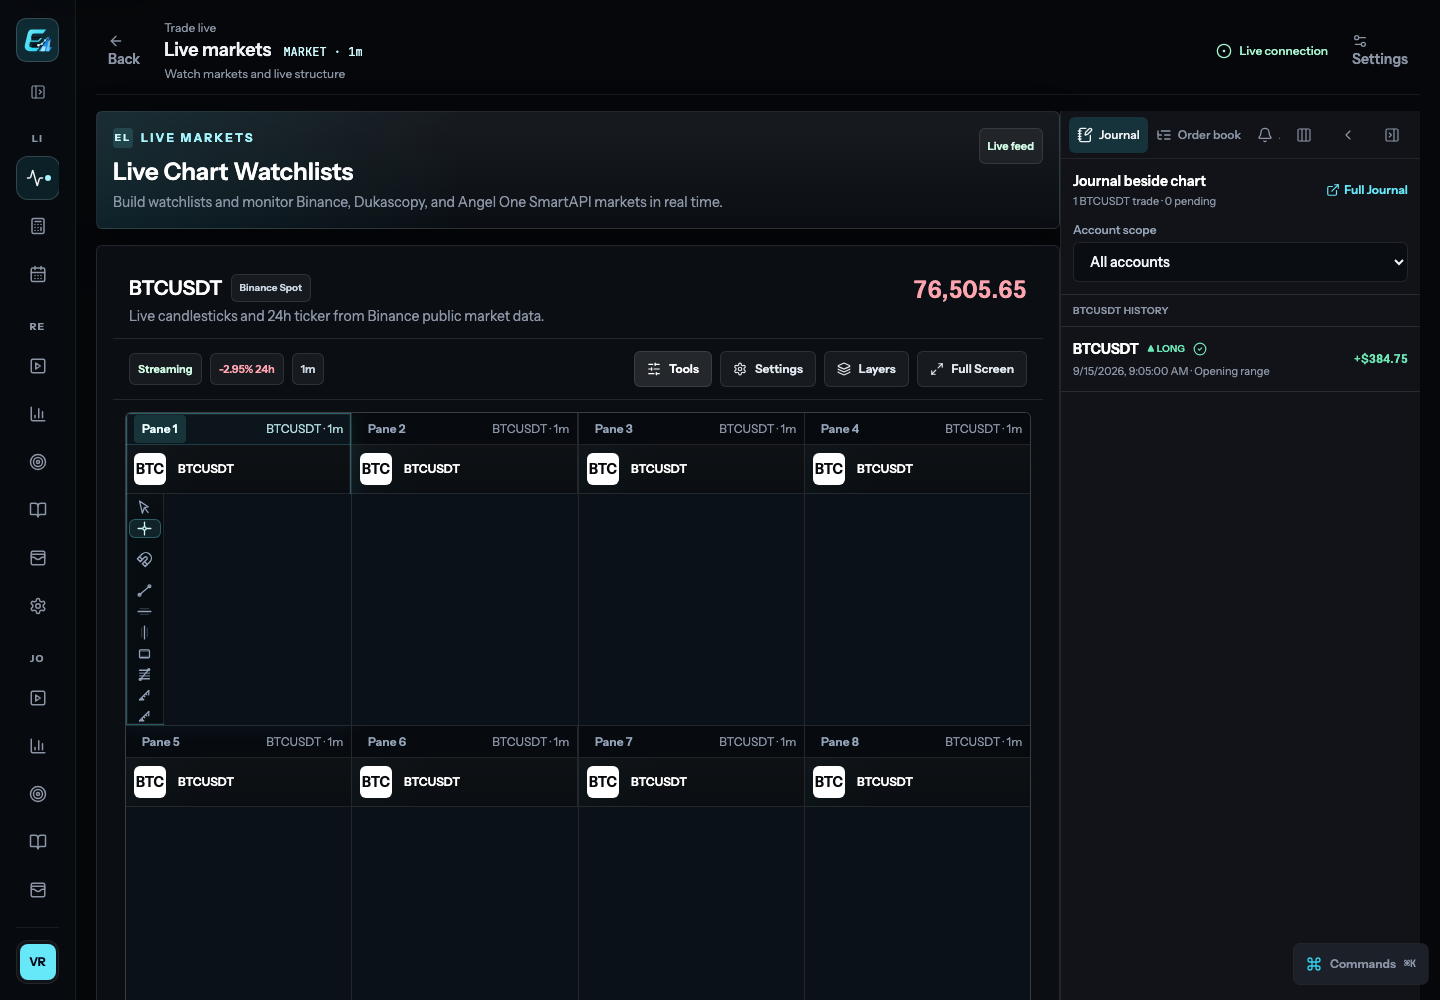 Trade live
Back
Live markets MARKET · 1m
Watch markets and live structure
Live connection
Settings
LI
RE
JO
VR
EL LIVE MARKETS
Live Chart Watchlists
Build watchlists and monitor Binance, Dukascopy, and Angel One SmartAPI markets in real time.
Live feed
BTCUSDT Binance Spot
76,505.65
Live candlesticks and 24h ticker from Binance public market data.
Streaming -2.95% 24h 1m
Tools Settings Layers Full Screen
Pane 1 BTCUSDT · 1m Pane 2 BTCUSDT · 1m Pane 3 BTCUSDT · 1m Pane 4 BTCUSDT · 1m
BTC BTCUSDT BTC BTCUSDT BTC BTCUSDT BTC BTCUSDT
Pane 5 BTCUSDT · 1m Pane 6 BTCUSDT · 1m Pane 7 BTCUSDT · 1m Pane 8 BTCUSDT · 1m
BTC BTCUSDT BTC BTCUSDT BTC BTCUSDT BTC BTCUSDT
Journal Order book
Journal beside chart
1 BTCUSDT trade · 0 pending
Full Journal
Account scope
All accounts
BTCUSDT HISTORY
BTCUSDT LONG
+$384.75
9/15/2026, 9:05:00 AM · Opening range
Commands ⌘K